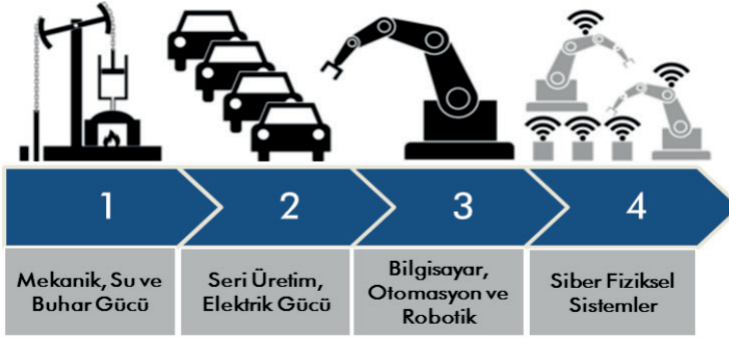 1
2
3
4
Mekanik, Su ve
Buhar Gücü
Seri Üretim,
Elektrik Gücü
Bilgisayar,
Otomasyon ve
Robotik
Siber Fiziksel
Sistemler